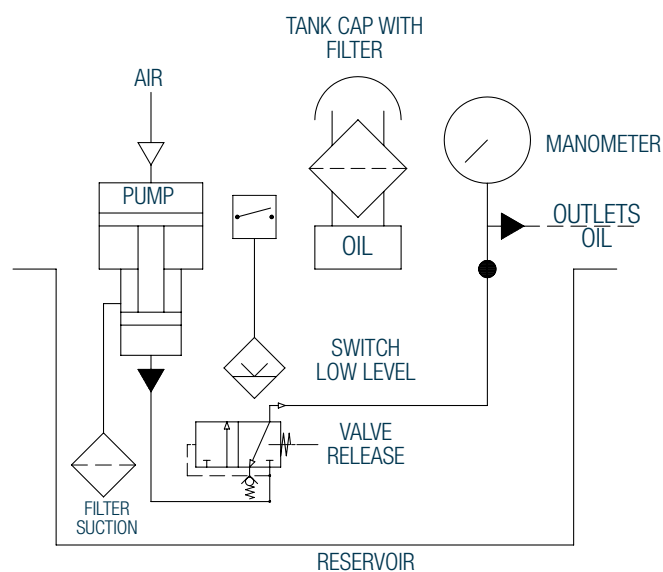 TANK CAP WITH
FILTER
AIR
MANOMETER
PUMP
OUTLETS
OIL
OIL
SWITCH
LOW LEVEL
VALVE
RELEASE
FILTER
SUCTION
RESERVOIR